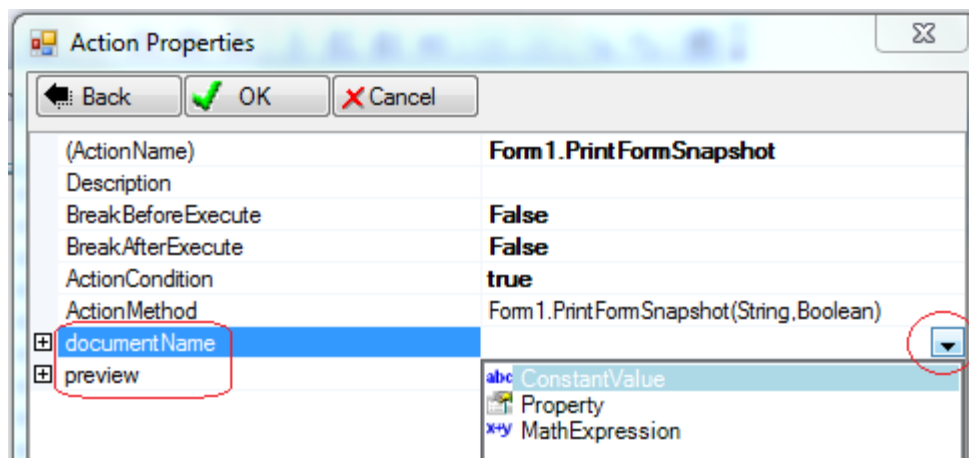 Action Properties
Back OK Cancel
(ActionName) Form1.PrintFormSnapshot
Description
BreakBeforeExecute False
BreakAfterExecute False
ActionCondition true
ActionMethod Form1.PrintFormSnapshot(String,Boolean)
documentName
preview
abc ConstantValue
Property
x+y MathExpression